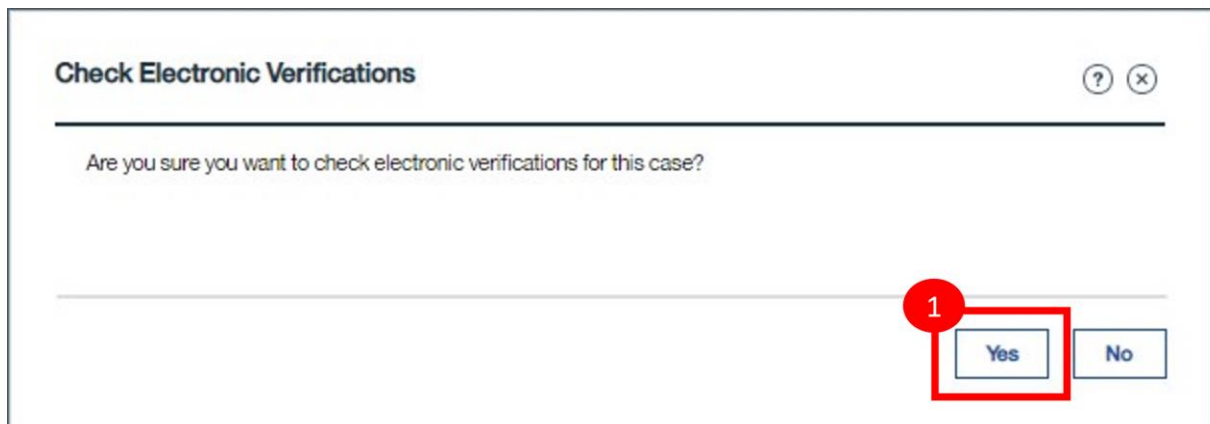 Check Electronic Verifications
? ×
Are you sure you want to check electronic verifications for this case?
1
Yes No